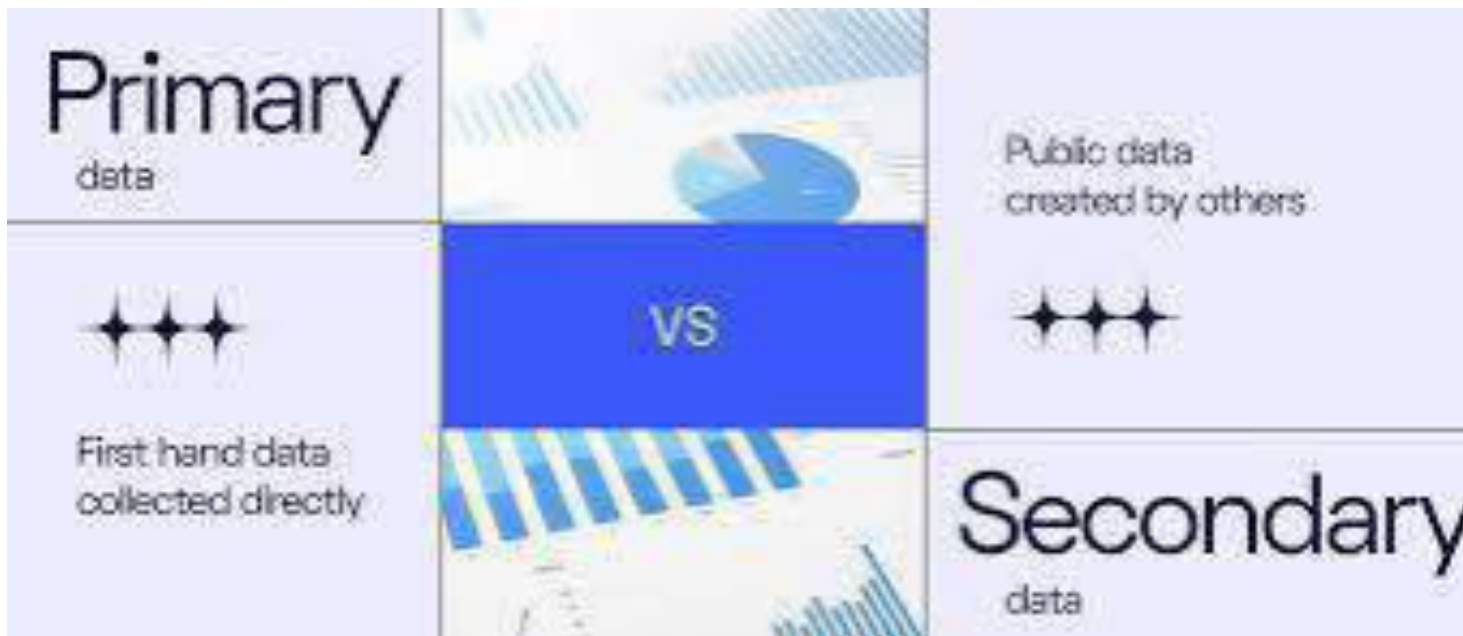 Primary
data
First hand data
collected directly
VS
Public data
created by others
Secondary
data